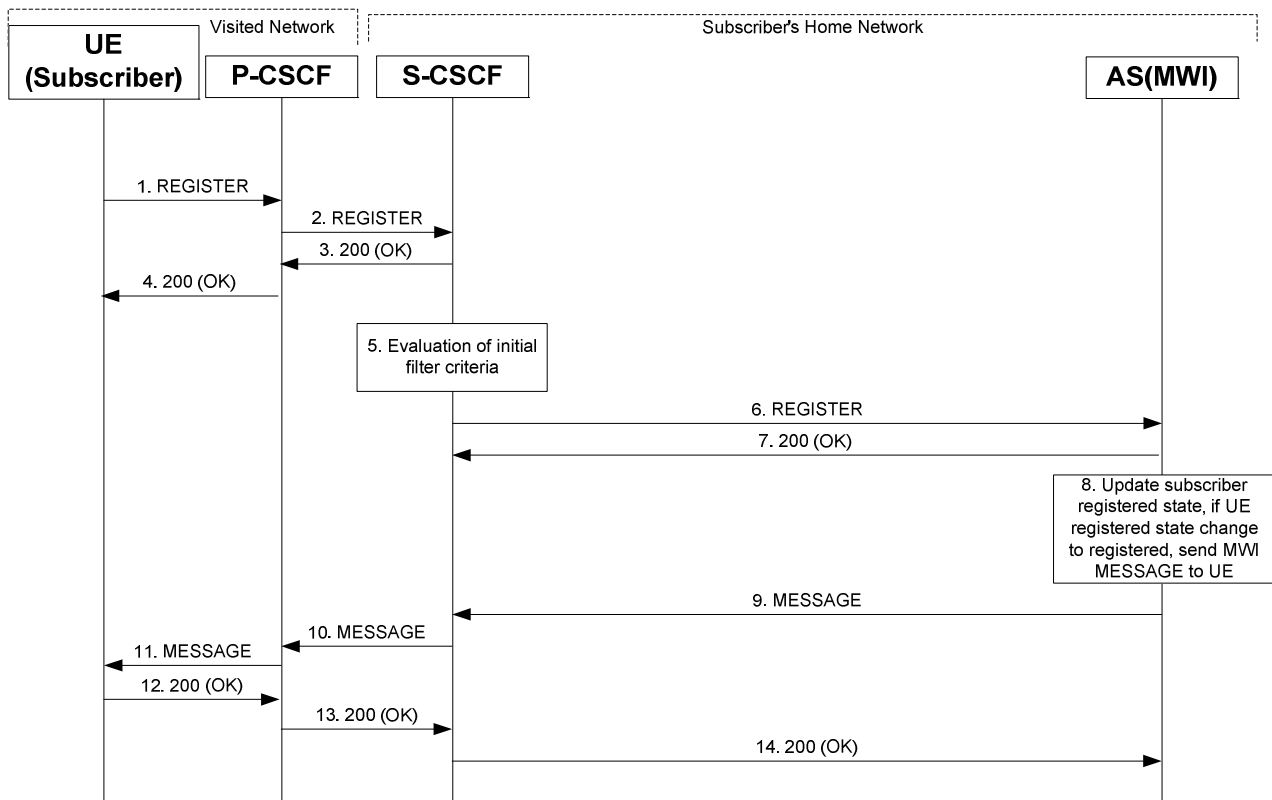 Visited Network
Subscriber's Home Network
UE
(Subscriber)
P-CSCF
S-CSCF
AS(MWI)
1. REGISTER
2. REGISTER
3. 200 (OK)
4. 200 (OK)
5. Evaluation of initial
filter criteria
6. REGISTER
7. 200 (OK)
8. Update subscriber
registered state, if UE
registered state change
to registered, send MWI
MESSAGE to UE
9. MESSAGE
10. MESSAGE
11. MESSAGE
12. 200 (OK)
13. 200 (OK)
14. 200 (OK)